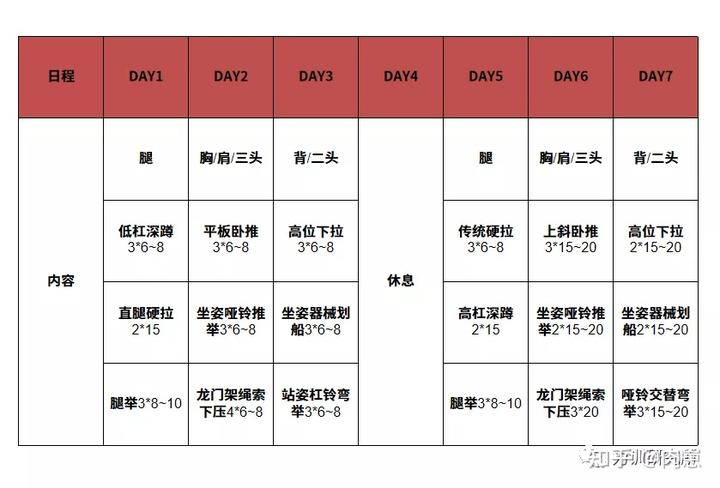 日程 DAY1 DAY2 DAY3 DAY4 DAY5 DAY6 DAY7
腿 胸/肩/三头 背/二头 腿 胸/肩/三头 背/二头
低杠深蹲 平板卧推 高位下拉 传统硬拉 上斜卧推 高位下拉
3*6~8 3*6~8 3*6~8 3*6~8 3*15~20 2*15~20
内容 休息
直腿硬拉 坐姿哑铃推 坐姿器械划 高杠深蹲 坐姿哑铃推 坐姿器械划
2*15 举3*6~8 船3*6~8 2*15 举2*15~20 船2*15~20
腿举3*8~10 龙门架绳索 站姿杠铃弯 腿举3*8~10 龙门架绳索 哑铃交替弯
下压4*6~8 举3*6~8 下压3*20 举3*15~20
知乎